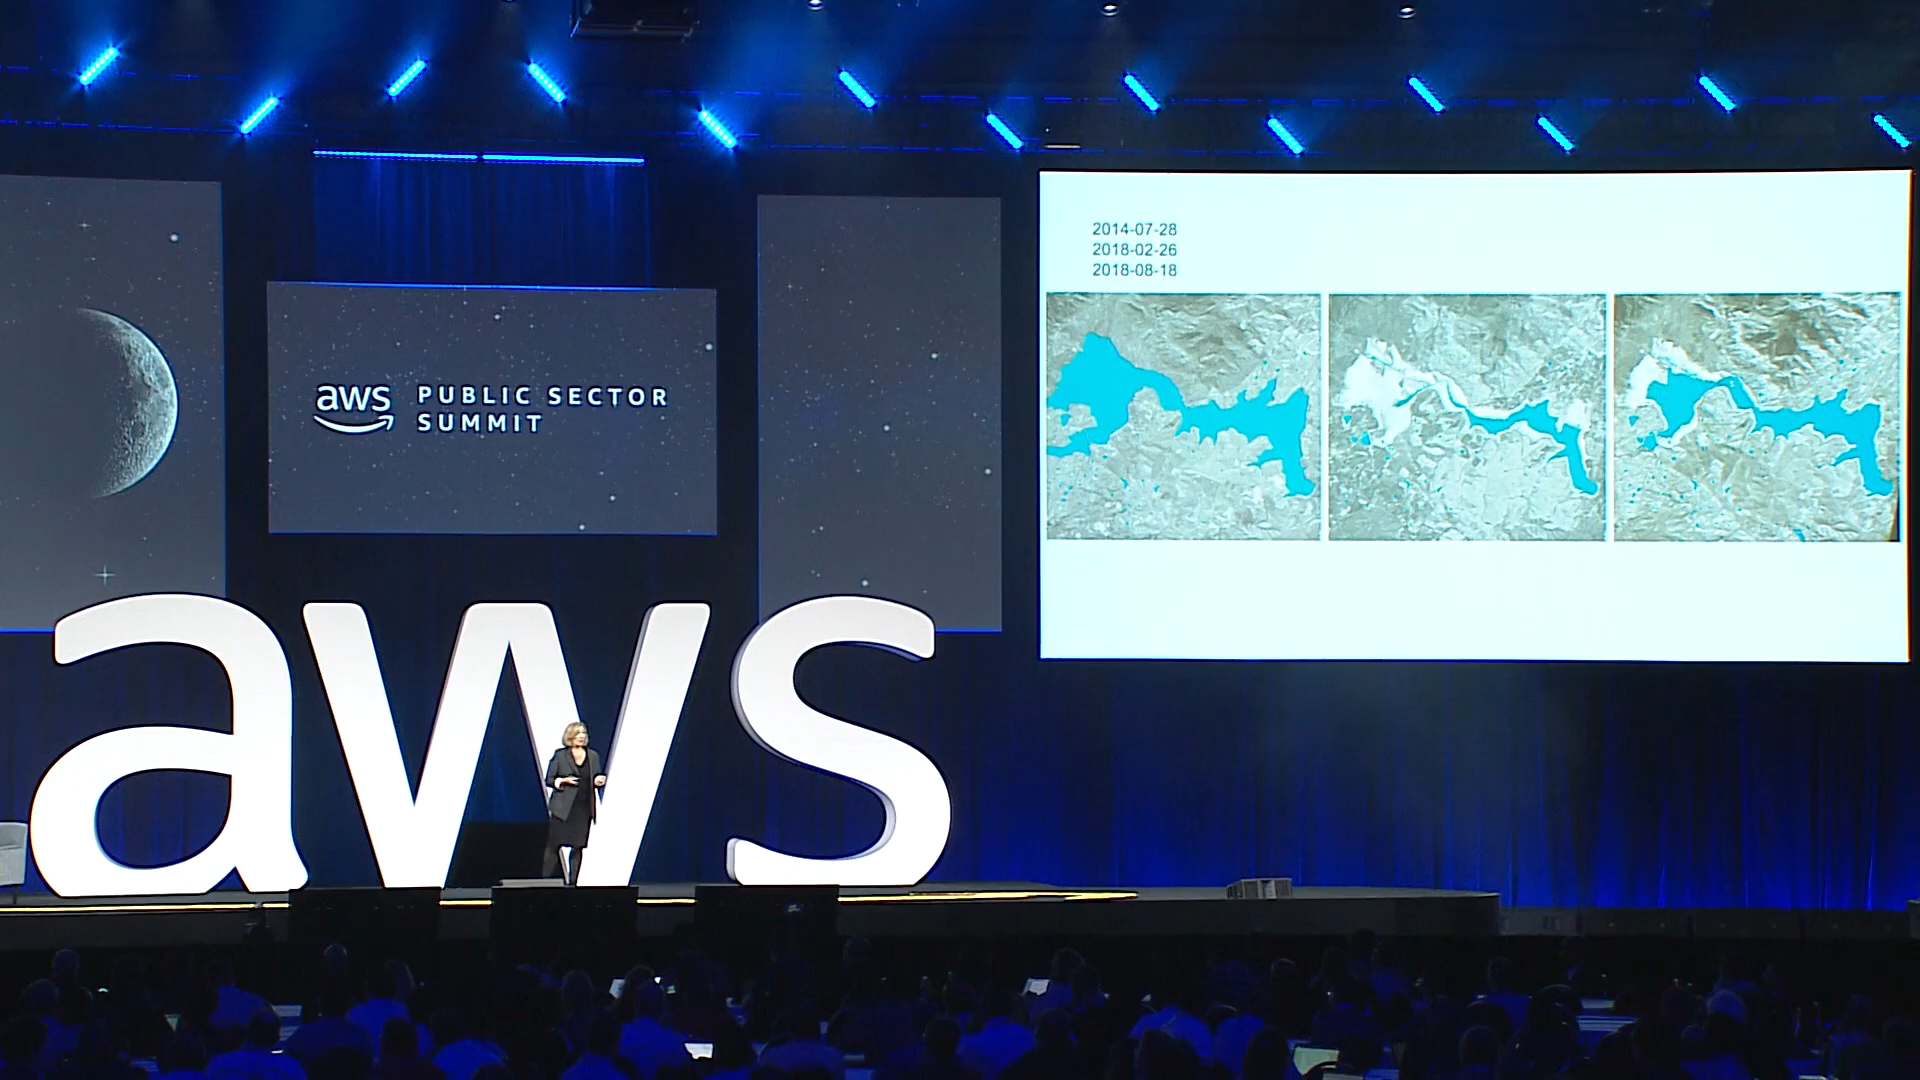 aws
PUBLIC SECTOR
SUMMIT
2014-07-28
2018-02-26
2018-08-18
aws